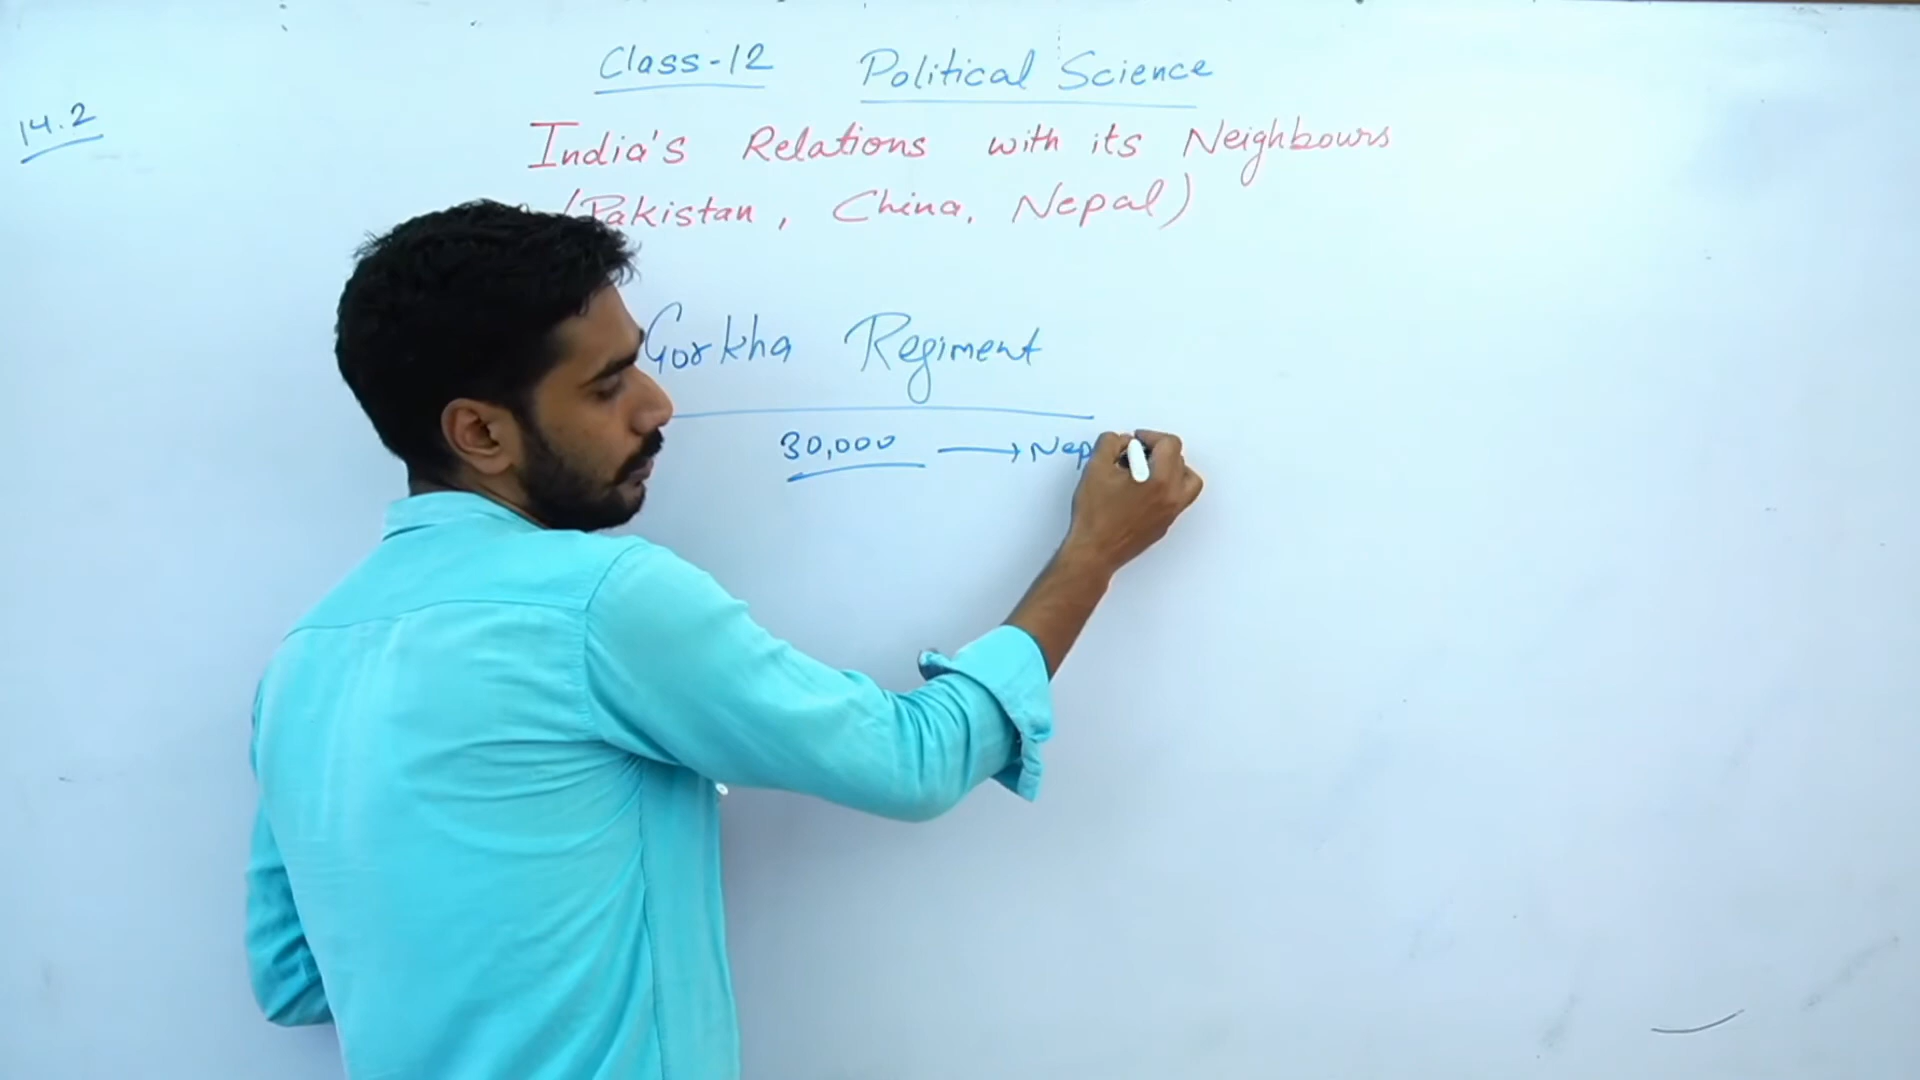 Class-12 Political Science
14.2
India's Relations with its Neighbours
(Pakistan, China, Nepal)
Gorkha Regiment
30,000 → Nep